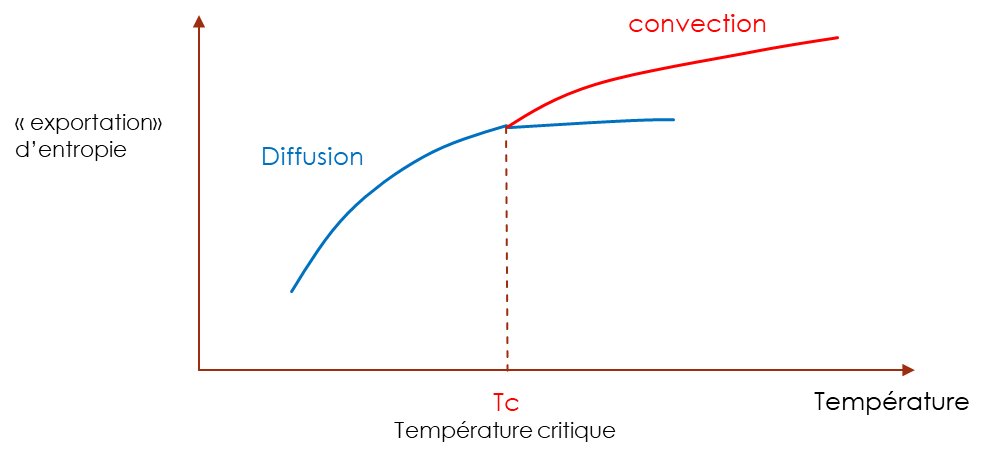 convection
« exportation»
d’entropie
Diffusion
Tc
Température
Température critique